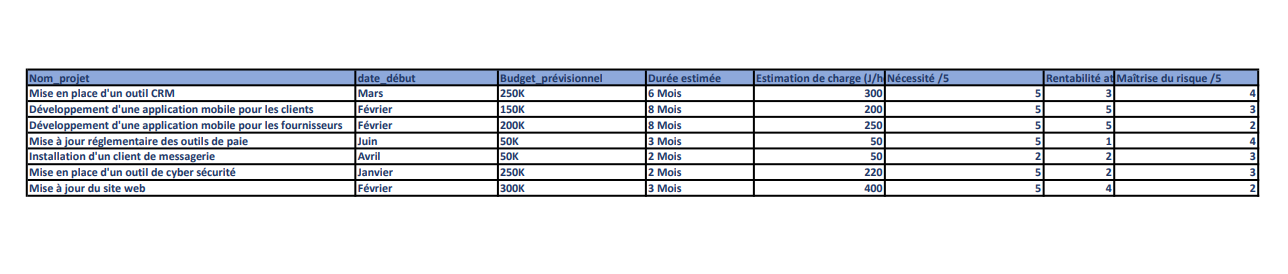 Nom_projet date_début Budget_prévisionnel Durée estimée Estimation de charge (J/h Nécessité /5 Rentabilité at Maîtrise du risque /5
Mise en place d'un outil CRM Mars 250K 6 Mois 300 5 3 4
Développement d'une application mobile pour les clients Février 150K 8 Mois 200 5 5 3
Développement d'une application mobile pour les fournisseurs Février 200K 8 Mois 250 5 5 2
Mise à jour réglementaire des outils de paie Juin 50K 3 Mois 50 5 1 4
Installation d'un client de messagerie Avril 50K 2 Mois 50 2 2 3
Mise en place d'un outil de cyber sécurité Janvier 250K 2 Mois 220 5 2 3
Mise à jour du site web Février 300K 3 Mois 400 5 4 2